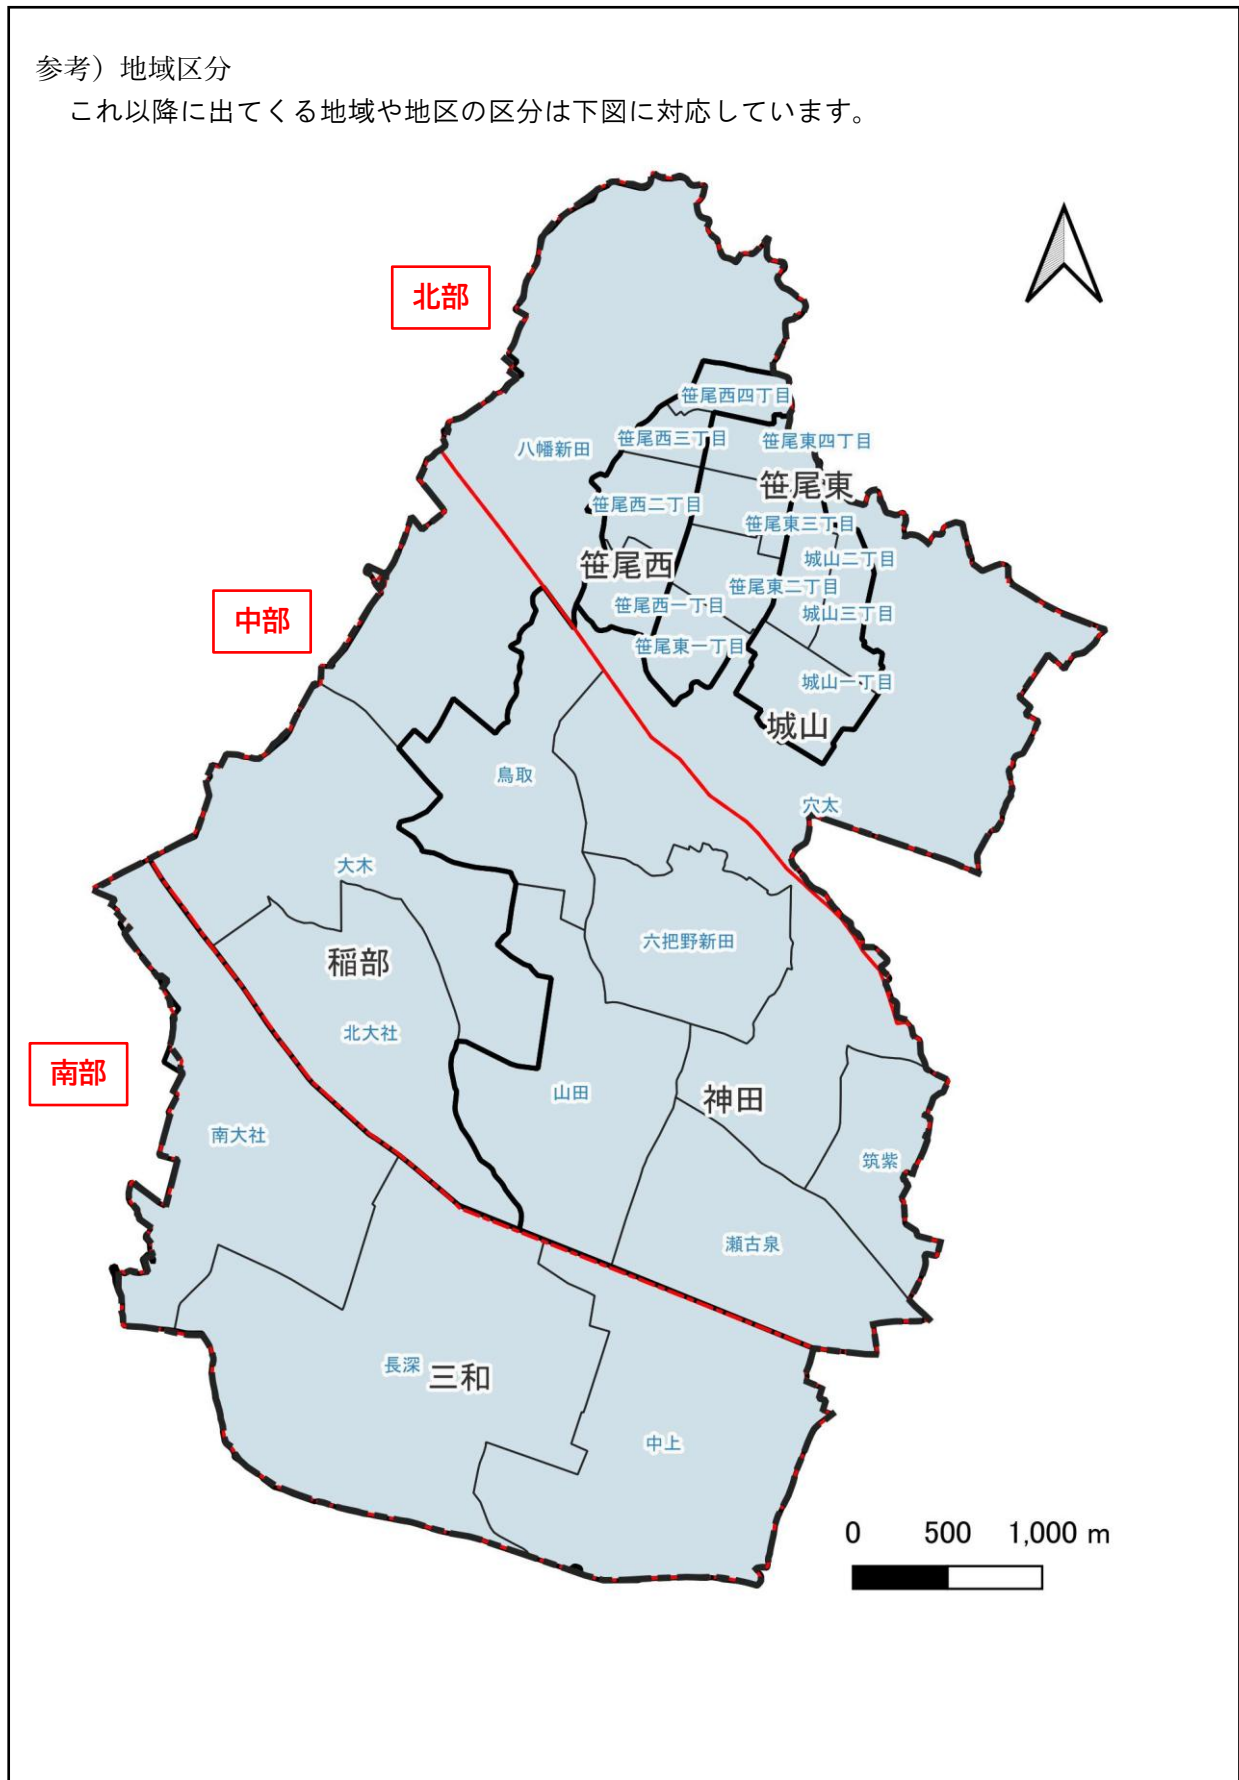 参考）地域区分
これ以降に出てくる地域や地区の区分は下図に対応しています。
北部
笹尾西四丁目
笹尾西三丁目
笹尾東四丁目
八幡新田
笹尾東
笹尾西二丁目
笹尾東三丁目
城山二丁目
笹尾西
笹尾東二丁目
中部
笹尾西一丁目
城山三丁目
笹尾東一丁目
城山一丁目
城山
鳥取
穴太
大木
六把野新田
稲部
北大社
南部
山田
神田
南大社
筑紫
瀬古泉
長深
三和
中上
0 500 1,000 m